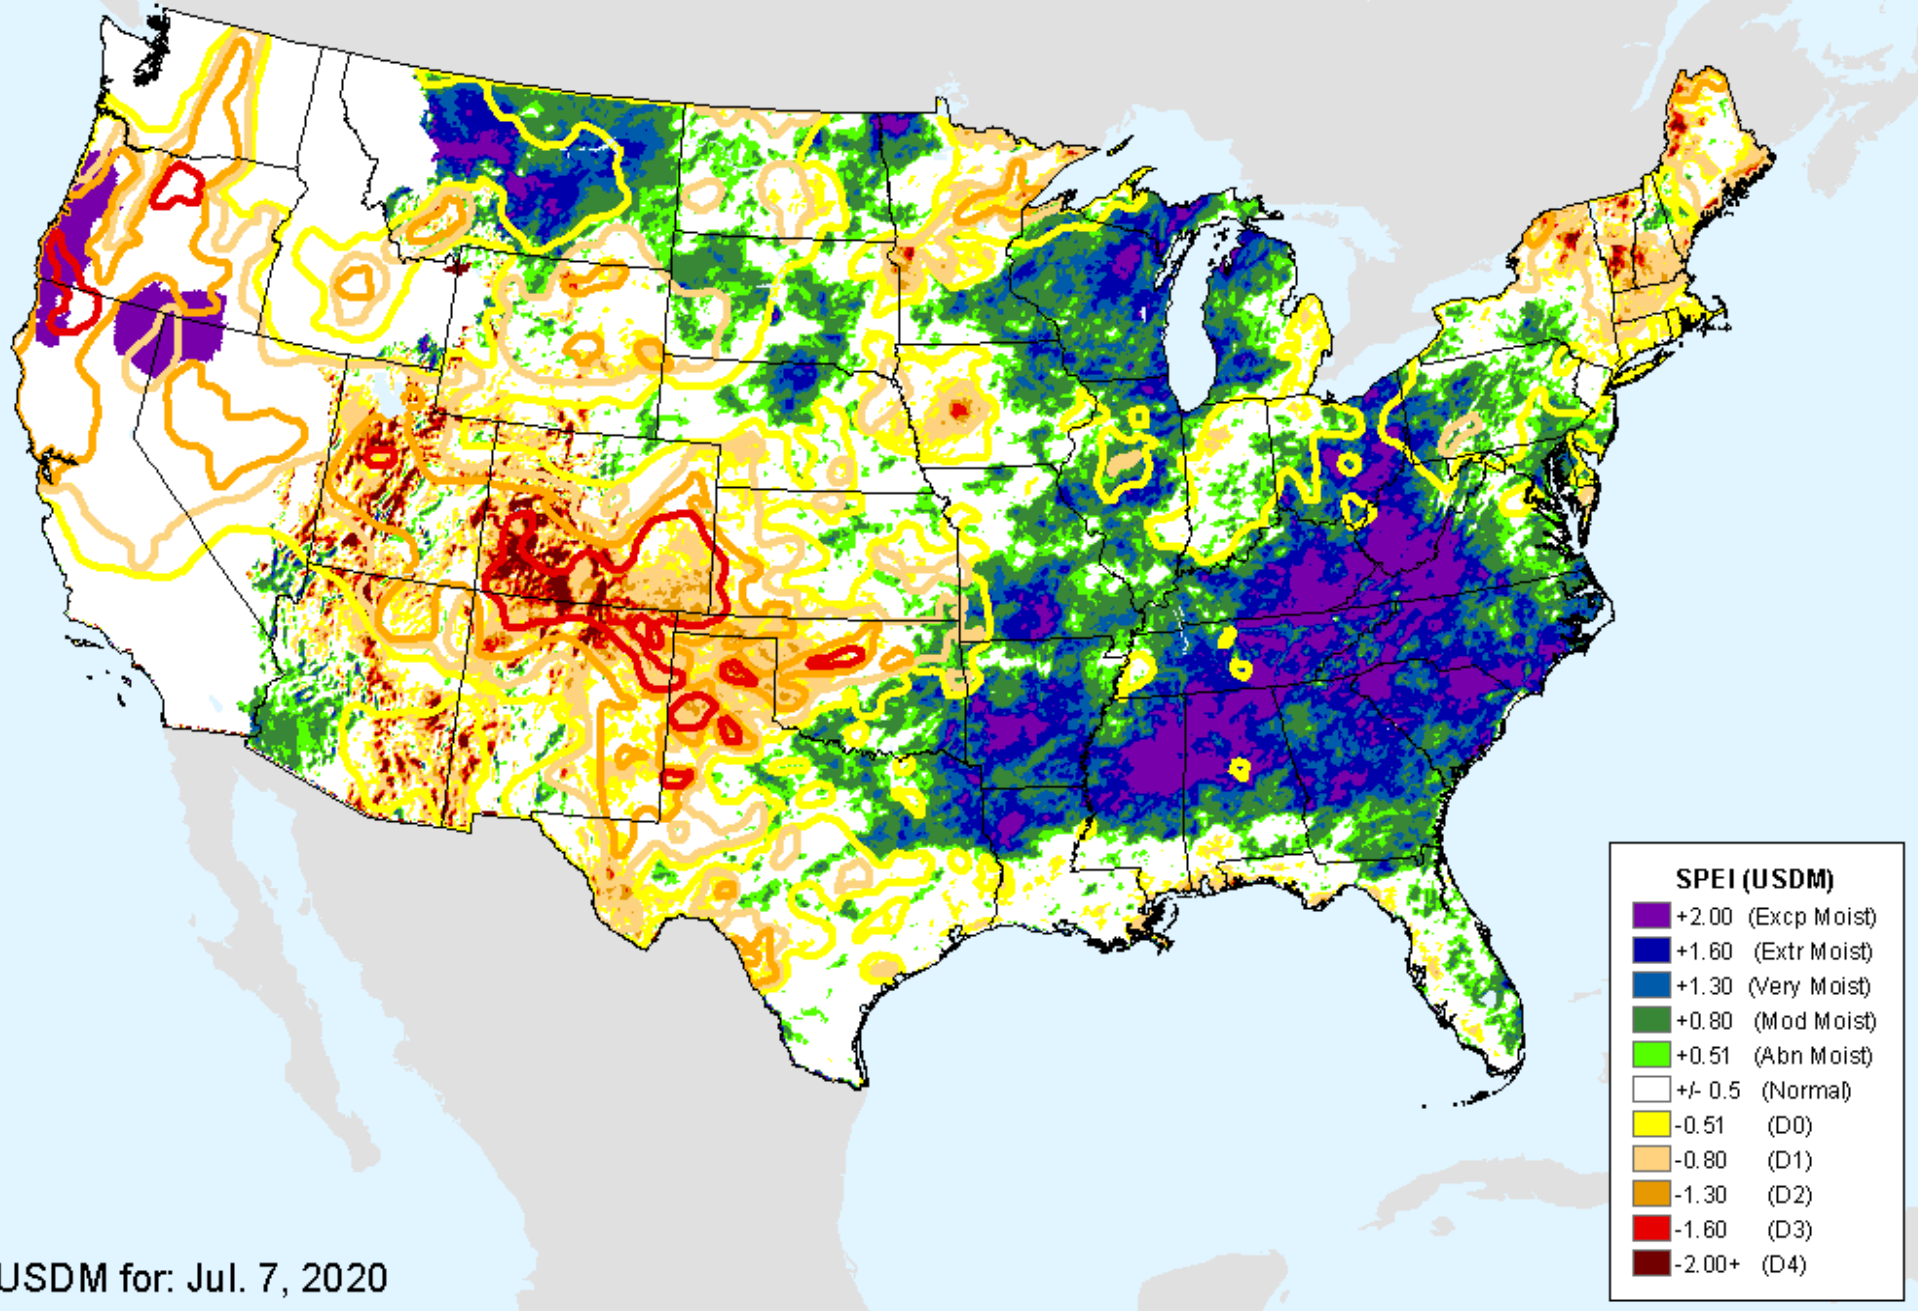 SPEI (USDM)
+2.00 (Excp Moist)
+1.60 (Extr Moist)
+1.30 (Very Moist)
+0.80 (Mod Moist)
+0.51 (Abn Moist)
+/- 0.5 (Normal)
-0.51 (D0)
-0.80 (D1)
-1.30 (D2)
-1.60 (D3)
-2.00+ (D4)
USDM for: Jul. 7, 2020